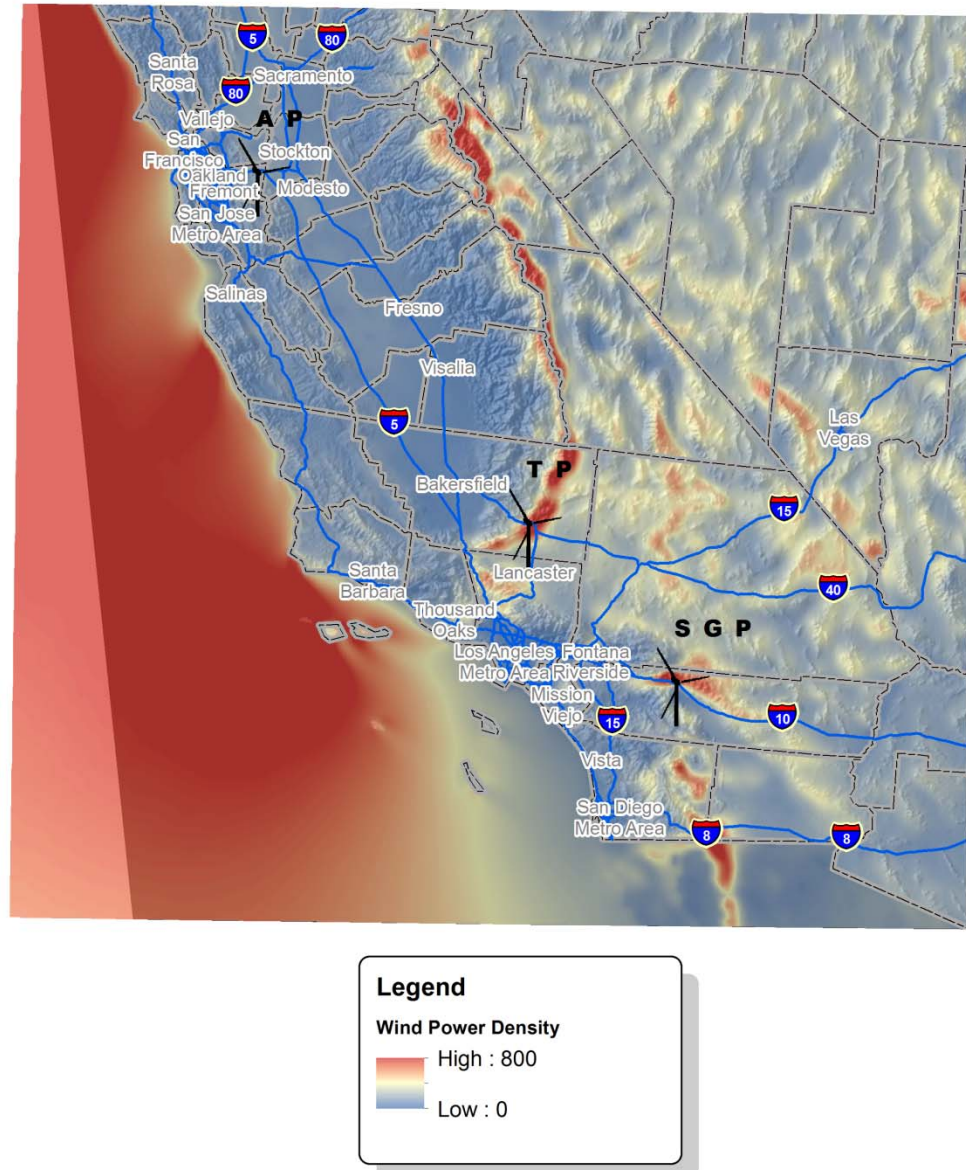 5
80
Santa
Rosa
Sacramento
80
Vallejo
A P
San
Francisco
Stockton
Oakland
Fremont
Modesto
San Jose
Metro Area
Salinas
Fresno
Visalia
5
Las
Vegas
T P
Bakersfield
15
Lancaster
Santa
Barbara
40
Thousand
Oaks
S G P
Los Angeles
Metro Area
Fontana
Riverside
Mission
Viejo
15
10
Vista
San Diego
Metro Area
8
8
Legend
Wind Power Density
High : 800
Low : 0